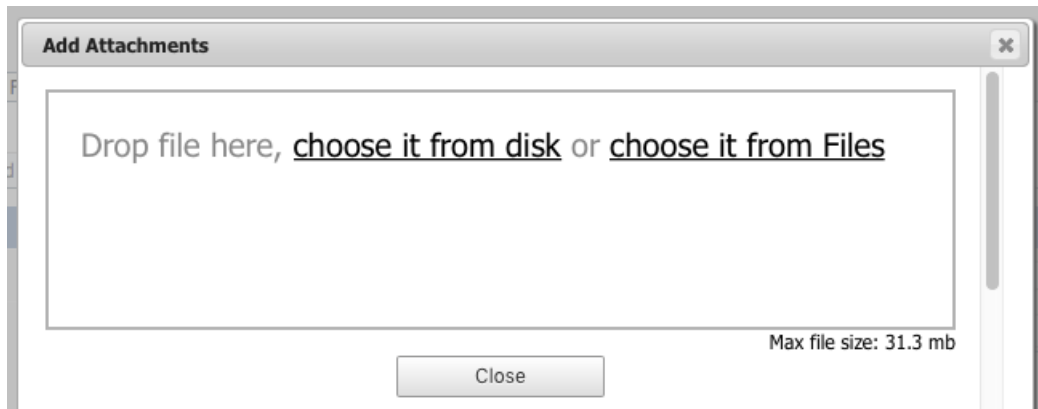 Add Attachments
Drop file here, choose it from disk or choose it from Files
Max file size: 31.3 mb
Close